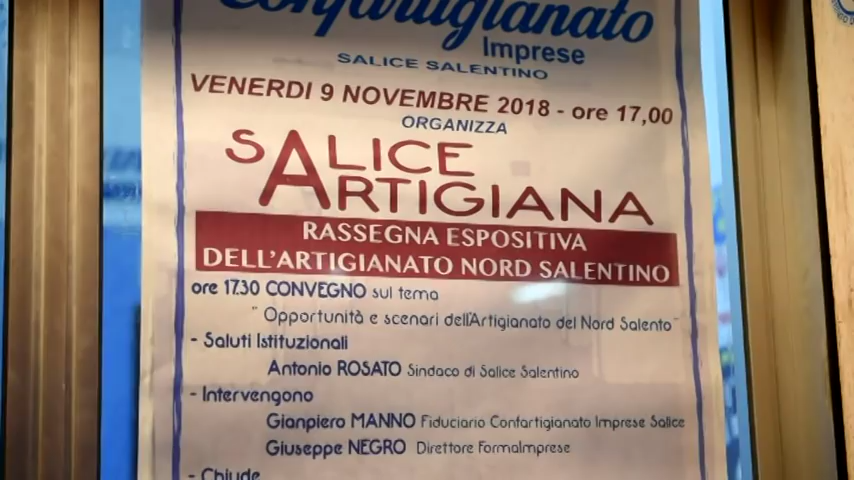 Confartigianato
Imprese
SALICE SALENTINO
VENERDI 9 NOVEMBRE 2018 - ore 17,00
ORGANIZZA
SALICE
ARTIGIANA
RASSEGNA ESPOSITIVA
DELL'ARTIGIANATO NORD SALENTINO
ore 17.30 CONVEGNO sul tema
" Opportunità e scenari dell'Artigianato del Nord Salento"
- Saluti Istituzionali
Antonio ROSATO Sindaco di Salice Salentino
- Intervengono
Gianpiero MANNO Fiduciario Confartigianato Imprese Salice
Giuseppe NEGRO Direttore FormaImprese
- Chiude